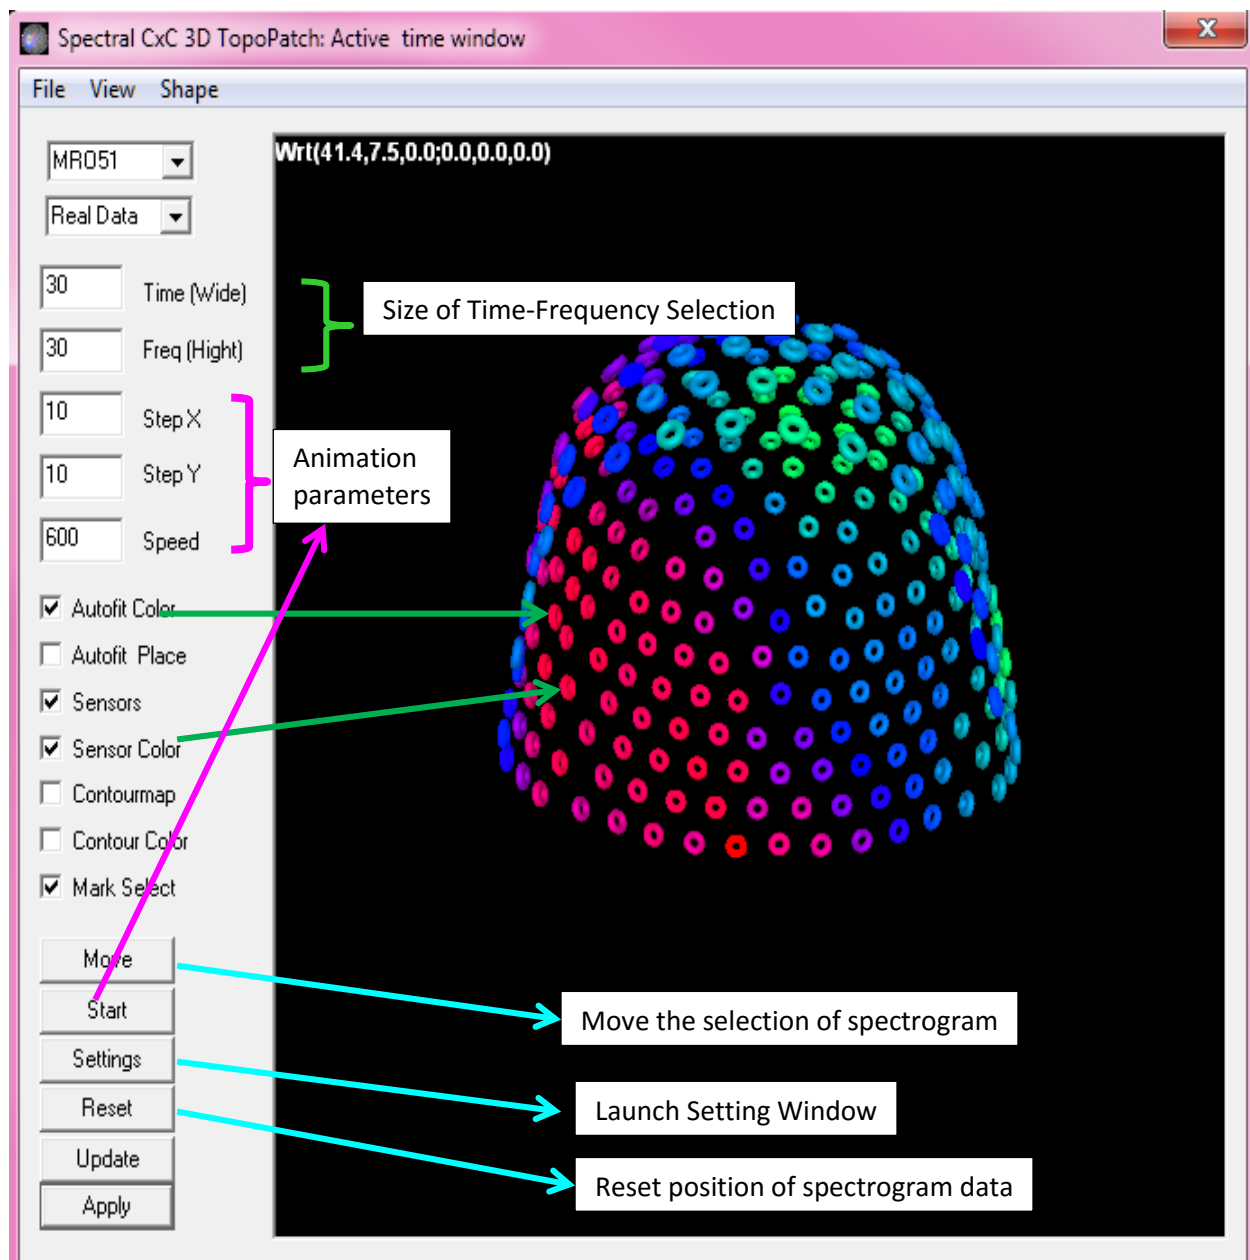 Spectral CxC 3D TopoPatch: Active time window
x
File View Shape
MRO51
Wrt(41.4,7.5,0.0;0.0,0.0,0.0)
Real Data
30 Time (Wide)
Size of Time-Frequency Selection
30 Freq (Hight)
10 Step X
Animation
parameters
10 Step Y
600 Speed
Autofit Color
Autofit Place
Sensors
Sensor Color
Contourmap
Contour Color
Mark Select
Move
Start
Move the selection of spectrogram
Settings
Launch Setting Window
Reset
Reset position of spectrogram data
Update
Apply